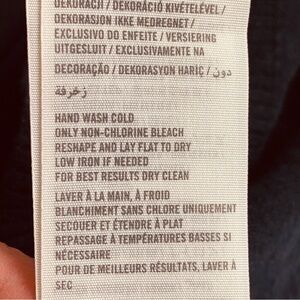 DEKORACJI / DEKORÁCIÓ KIVÉTELÉVEL /
DEKORASJON IKKE MEDREGNET /
EXCLUSIVO DO ENFEITE / VERSIERING
UITGESLUIT / EXCLUSIVAMENTE NA
DECORAÇÃO / DEKORASYON HARIÇ / دون
زخرفة
HAND WASH COLD
ONLY NON-CHLORINE BLEACH
RESHAPE AND LAY FLAT TO DRY
LOW IRON IF NEEDED
FOR BEST RESULTS DRY CLEAN
LAVER À LA MAIN, À FROID
BLANCHIMENT SANS CHLORE UNIQUEMENT
SECOUER ET ÉTENDRE À PLAT
REPASSAGE À TEMPÉRATURES BASSES SI
NÉCESSAIRE
POUR DE MEILLEURS RÉSULTATS, LAVER À
SEC